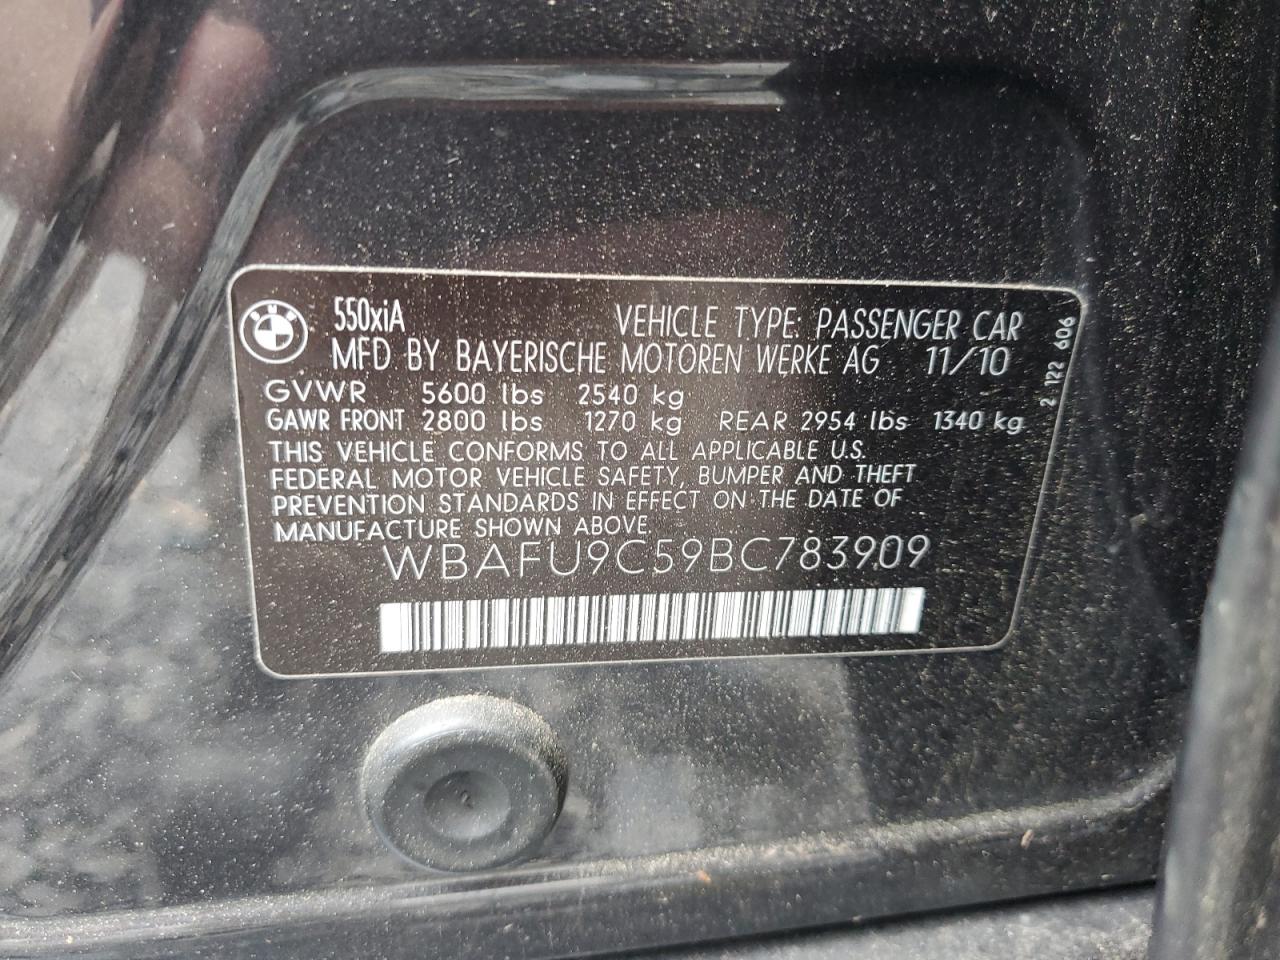 BMW
550xiA VEHICLE TYPE: PASSENGER CAR
MFD BY BAYERISCHE MOTOREN WERKE AG 11/10
GVWR 5600 lbs 2540 kg
GAWR FRONT 2800 lbs 1270 kg REAR 2954 lbs 1340 kg
THIS VEHICLE CONFORMS TO ALL APPLICABLE U.S.
FEDERAL MOTOR VEHICLE SAFETY, BUMPER AND THEFT
PREVENTION STANDARDS IN EFFECT ON THE DATE OF
MANUFACTURE SHOWN ABOVE.
WBAFU9C59BC783909
2 122 606